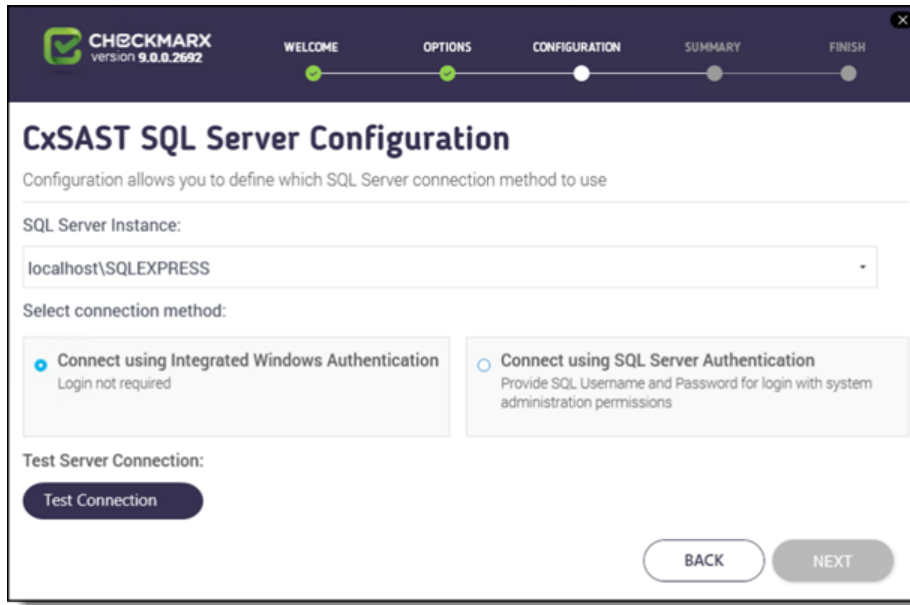 CHECKMARX
version 9.0.0.2692
WELCOME
OPTIONS
CONFIGURATION
SUMMARY
FINISH
CxSAST SQL Server Configuration
Configuration allows you to define which SQL Server connection method to use
SQL Server Instance:
localhost\SQLEXPRESS
Select connection method:
Connect using Integrated Windows Authentication
Login not required
Connect using SQL Server Authentication
Provide SQL Username and Password for login with system
administration permissions
Test Server Connection:
Test Connection
BACK
NEXT